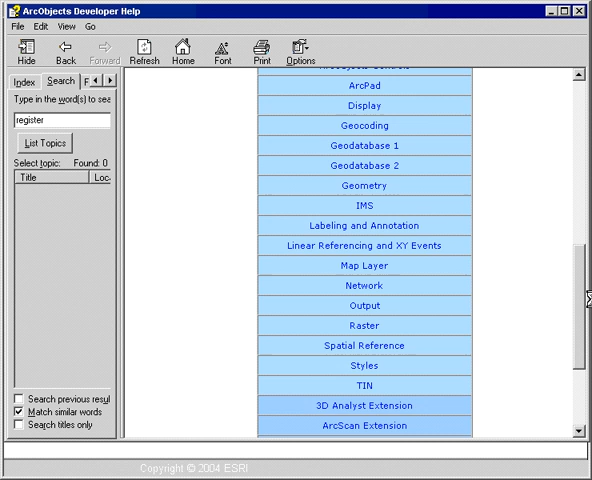 ArcObjects Developer Help
File Edit View Go
Hide Back Forward Refresh Home Font Print Options
Index Search F
Type in the word(s) to sea
register
List Topics
Select topic: Found: 0
Title Loc
Search previous resul
Match similar words
Search titles only
ArcObjects Controls
ArcPad
Display
Geocoding
Geodatabase 1
Geodatabase 2
Geometry
IMS
Labeling and Annotation
Linear Referencing and XY Events
Map Layer
Network
Output
Raster
Spatial Reference
Styles
TIN
3D Analyst Extension
ArcScan Extension
Copyright © 2004 ESRI